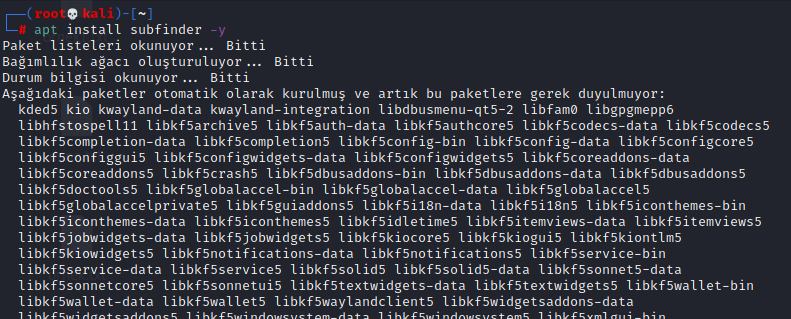 (root💀kali)-[~]
# apt install subfinder -y
Paket listeleri okunuyor... Bitti
Bağımlılık ağacı oluşturuluyor... Bitti
Durum bilgisi okunuyor... Bitti
Aşağıdaki paketler otomatik olarak kurulmuş ve artık bu paketlere gerek duyulmuyor:
kded5 kio kwayland-data kwayland-integration libdbusmenu-qt5-2 libfam0 libgpgmepp6
libhfstospell11 libkf5archive5 libkf5auth-data libkf5authcore5 libkf5codecs-data libkf5codecs5
libkf5completion-data libkf5completion5 libkf5config-bin libkf5config-data libkf5configcore5
libkf5configgui5 libkf5configwidgets-data libkf5configwidgets5 libkf5coreaddons-data
libkf5coreaddons5 libkf5crash5 libkf5dbusaddons-bin libkf5dbusaddons-data libkf5dbusaddons5
libkf5doctools5 libkf5globalaccel-bin libkf5globalaccel-data libkf5globalaccel5
libkf5globalaccelprivate5 libkf5guiaddons5 libkf5i18n-data libkf5i18n5 libkf5iconthemes-bin
libkf5iconthemes-data libkf5iconthemes5 libkf5idletime5 libkf5itemviews-data libkf5itemviews5
libkf5jobwidgets-data libkf5jobwidgets5 libkf5kiocore5 libkf5kiogui5 libkf5kiontlm5
libkf5kiowidgets5 libkf5notifications-data libkf5notifications5 libkf5service-bin
libkf5service-data libkf5service5 libkf5solid5 libkf5solid5-data libkf5sonnet5-data
libkf5sonnetcore5 libkf5sonnetui5 libkf5textwidgets-data libkf5textwidgets5 libkf5wallet-bin
libkf5wallet-data libkf5wallet5 libkf5waylandclient5 libkf5widgetsaddons-data
libkf5widgetsaddons5 libkf5windowsystem-data libkf5windowsystem5 libkf5xmlgui-bin